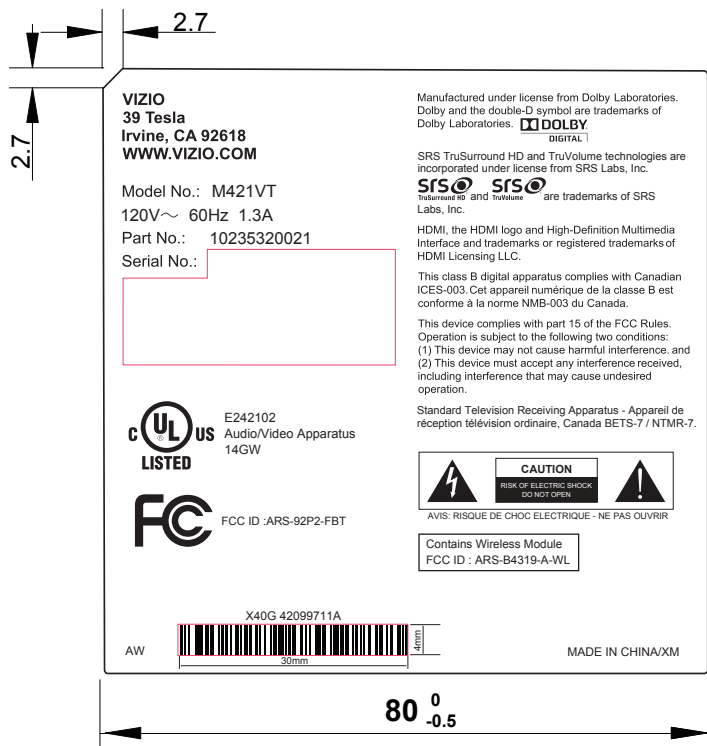 2.7
2.7
VIZIO
39 Tesla
Irvine, CA 92618
WWW.VIZIO.COM
Model No.: M421VT
120V～ 60Hz 1.3A
Part No.: 10235320021
Serial No.:
C UL ® US
LISTED
E242102
Audio/Video Apparatus
14GW
FC
FCC ID :ARS-92P2-FBT
X40G 42099711A
AW
30mm
4mm
Manufactured under license from Dolby Laboratories.
Dolby and the double-D symbol are trademarks of
Dolby Laboratories. DOLBY
DIGITAL
SRS TruSurround HD and TruVolume technologies are
incorporated under license from SRS Labs, Inc.
SRS TruSurround HD and SRS TruVolume are trademarks of SRS
Labs, Inc.
HDMI, the HDMI logo and High-Definition Multimedia
Interface and trademarks or registered trademarks of
HDMI Licensing LLC.
This class B digital apparatus complies with Canadian
ICES-003. Cet appareil numérique de la classe B est
conforme à la norme NMB-003 du Canada.
This device complies with part 15 of the FCC Rules.
Operation is subject to the following two conditions:
(1) This device may not cause harmful interference. and
(2) This device must accept any interference received,
including interference that may cause undesired
operation.
Standard Television Receiving Apparatus - Appareil de
réception télévision ordinaire, Canada BETS-7 / NTMR-7.
CAUTION
RISK OF ELECTRIC SHOCK
DO NOT OPEN
AVIS: RISQUE DE CHOC ELECTRIQUE - NE PAS OUVRIR
Contains Wireless Module
FCC ID : ARS-B4319-A-WL
MADE IN CHINA/XM
80 0 -0.5